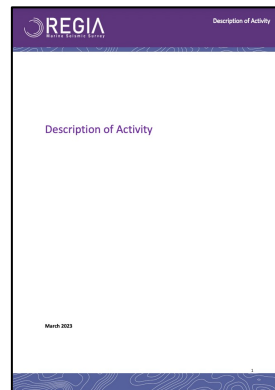 REGIA
Marine Seismic Survey
Description of Activity
Description of Activity
March 2023
1